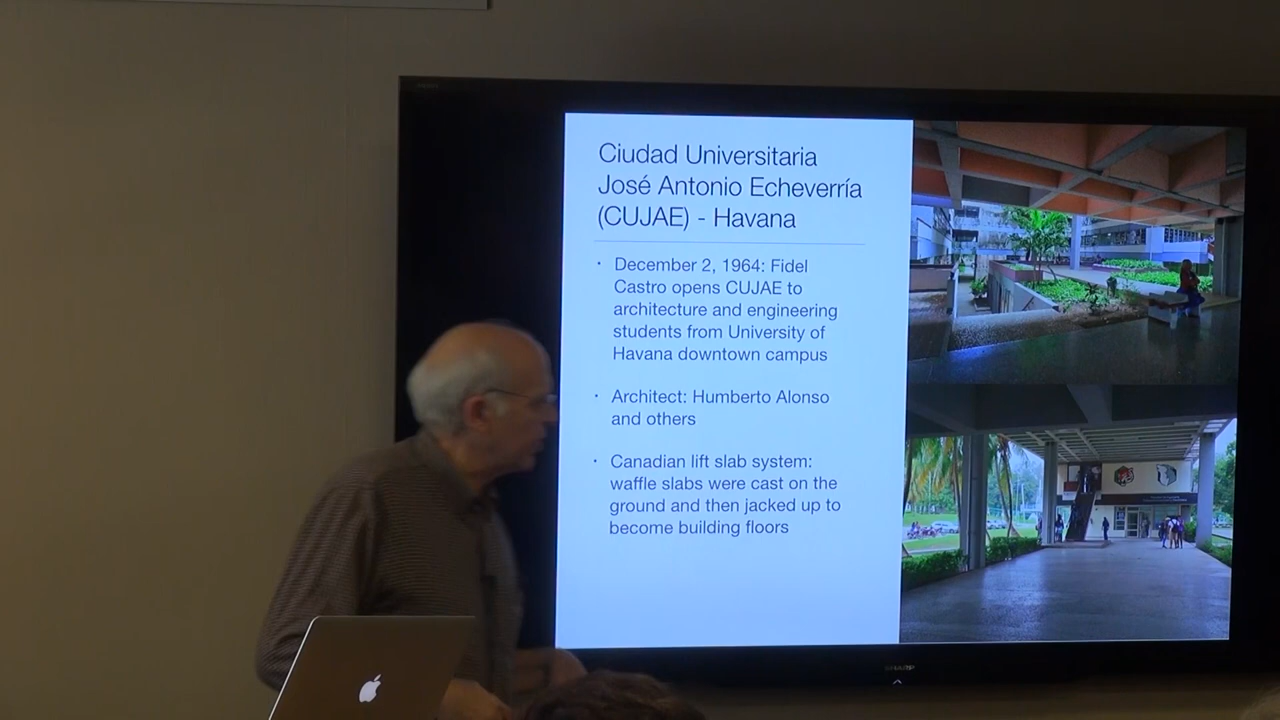 Ciudad Universitaria
José Antonio Echeverría
(CUJAE) - Havana
· December 2, 1964: Fidel
Castro opens CUJAE to
architecture and engineering
students from University of
Havana downtown campus
· Architect: Humberto Alonso
and others
· Canadian lift slab system:
waffle slabs were cast on the
ground and then jacked up to
become building floors
SHARP